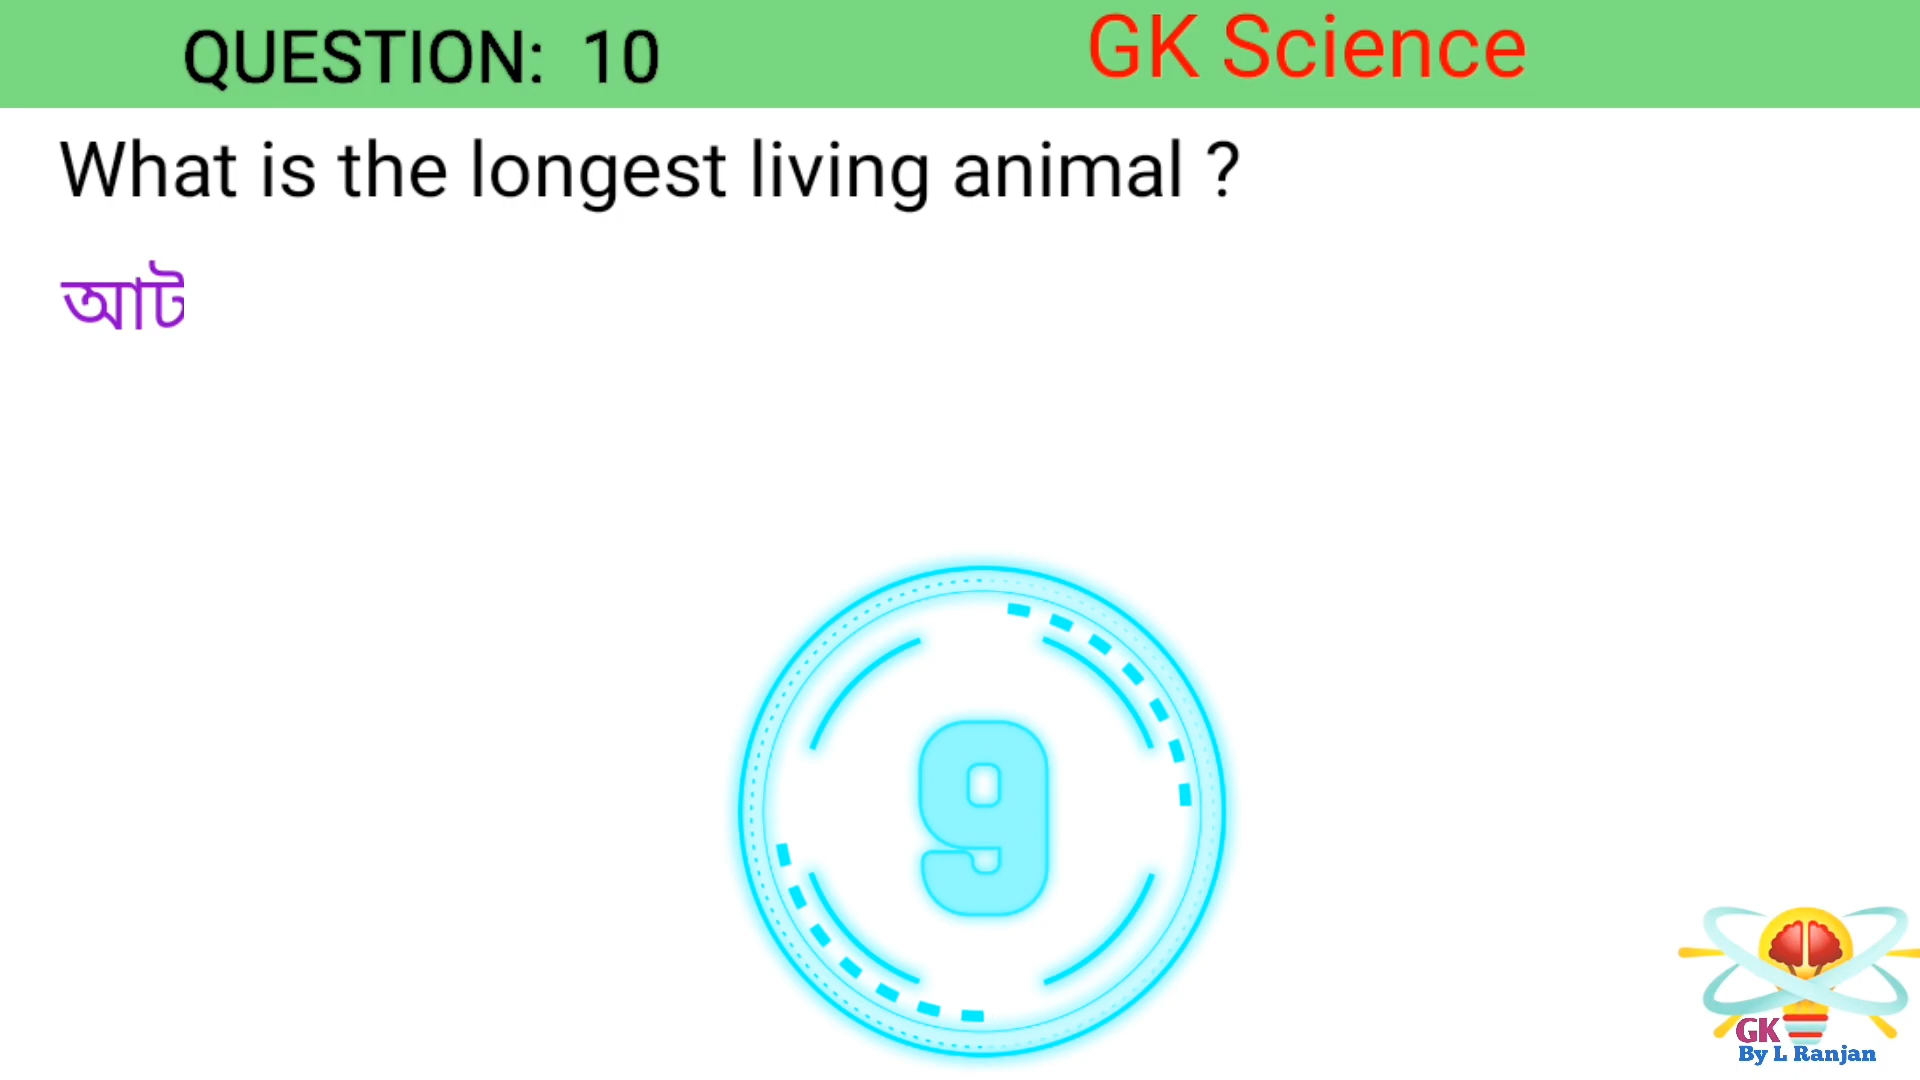 QUESTION: 10
GK Science
What is the longest living animal ?
আট
9
GK
By L Ranjan